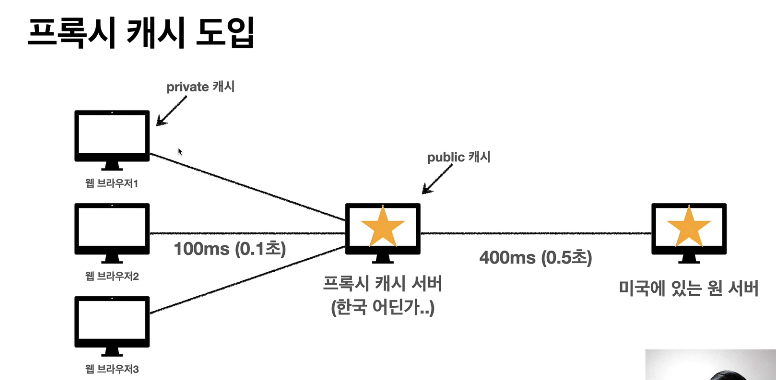 프록시 캐시 도입
private 캐시
public 캐시
웹 브라우저1
100ms (0.1초)
웹 브라우저2
400ms (0.5초)
프록시 캐시 서버
(한국 어딘가..)
미국에 있는 원 서버
웹 브라우저3